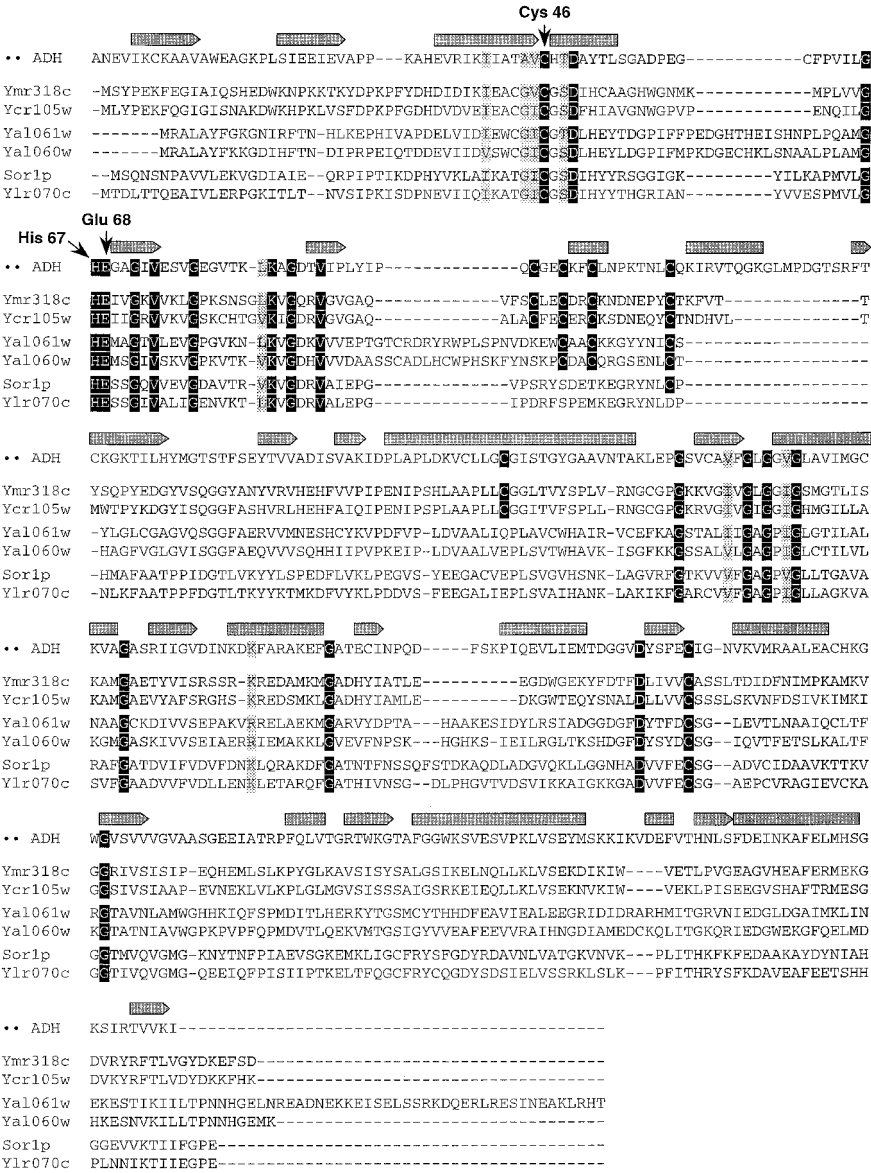 Cys 46
•• ADH ANEVIKCKAAVAWEAGKPLSIEEIEVAPP---KAHEVRIKIIATAVCHTDAYTLSGADPEG------------CFPVILG
Ymr318c ----MSYPEKFEGIAIQSHEDWKNPKKTKYDPKPFYDHDIDIKIEACGVCGSDIHCAAGHWGNMK-----------MPLVVG
Ycr105w ---MLYPEKFQGIGISNAKDWKHPKLVSFDPKPFGDHDVDVEIEACGICGSDFHIAVGNWGPVP-----------ENQILG
Yal061w -------MRALAYFGKGNIRFTN-HLKEPHIVAPDELVIDIEWCGICGTDLHEYTDGPIFFPEDGHTHEISHNPLPQAMG
Yal060w -------MRALAYFKKGDIHFTN-DIPRPEIQTDDEVIIDVSWCGICGSDLHEYLDGPIFMPKDGECHKLSNAALPLAMG
Sor1p --MSQNSNPAVVLEKVGDIAIE-QRPIPTIKDPHYVKLAIKATGICGSDIHYYRSGGIGK-----------YILKAPMVLG
Ylr070c ---MTDLTTQEAIVLERPGKITLT-NVSIPKISDPNEVIIQIKATGICGSDIHYYTHGRIAN-----------YVVESPMVLG
His 67
Glu 68
•• ADH HEGAGIVESVGEGVTK-LKAGDTVIPLYIP---------------QCGECKFCLNPKTNLCQKIRVTQGKGLMPDGTSRFT
Ymr318c HEIVGKVVKLGPKSNSGLKVGQRVGVGAQ--------------VFSCLECDRCKNDNEPYCTKFVT--------------T
Ycr105w HEIIGRVVKVGSKCHTGVKIGDRVGVGAQ--------------ALACFECERCKSDNEQYCTNDHVL-------------T
Yal061w HEMAGTVLEVGPGVKN-LKVGDKVVVEPTGTCRDRYRWPLSPNVDKEWCAACKKGYYNICS-------------------
Yal060w HEMSGIVSKVGPKVTK-VKVGDHVVVDAASSCADLHCWPHSKFYNSKPCDACQRGSENLCT-------------------
Sor1p HESSGQVVEVGDAVTR-VKVGDRVAIEPG--------------VPSRYSDETKEGRYNLCP-------------------
Ylr070c HESSGIVALIGENVKT-LKVGDRVALEPG--------------IPDRFSPEMKEGRYNLDP-------------------
•• ADH CKGKTILHYMGTSTFSEYTVVADISVAKIDPLAPLDKVCLLGCGISTGYGAAVNTAKLEPGSVCAVFGLGGVGLAVIMGC
Ymr318c YSQPYEDGYVSQGGYANYVRVHEHFVVPIPENIPSHLAAPLLCGGLTVYSPLV-RNGCGPGKKVGIVGLGGIGSMGTLIS
Ycr105w MWTPYKDGYISQGGFASHVRLHEHFAIQIPENIPSPLAAPLLCGGITVFSPLL-RNGCGPGKRVGIVGIGGIGHMGILLA
Yal061w -YLGLCGAGVQSGGFAERVVMNESHCYKVPDFVP-LDVAALIQPLAVCWHAIR-VCEFKAGSTALIIGAGPIGLGTILAL
Yal060w -HAGFVGLGVISGGFAEQVVVSQHHIIPVPKEIP-LDVAALVEPLSVTWHAVK-ISGFKKGSSALVLGAGPIGLCTILVL
Sor1p -HMAFAATPPIDGTLVKYYLSPEDFLVKLPEGVS-YEEGACVEPLSVGVHSNK-LAGVRFGTKVVVFGAGPVGLLTGAVA
Ylr070c -NLKFAATPPFDGTLTKYYKTMKDFVYKLPDDVS-FEEGALIEPLSVAIHANK-LAKIKFGARCVVFGAGPIGLLAGKVA
•• ADH KVAGASRIIGVDINKDKFARAKEFGATECINPQD-----FSKPIQEVLIEMTDGGVDYSFECIG-NVKVMRAALEACHKG
Ymr318c KAMGAETYVISRSSR-KREDAMKMGADHYIATLE-------EGDWGEKYFDTFDLIVVCASSLTDIDFNIMPKAMKV
Ycr105w KAMGAEVYAFSRGHS-KREDSMKLGADHYIAMLE-------DKGWTEQYSNALDLLVVCSSSLSKVNFDSIVKIMKI
Yal061w NAAGCKDIVVSEPAKVRRELAEKMGARVYDPTA---HAAKESIDYLRSIADGGDGFDYTFDCSG--LEVTLNAAIQCLTF
Yal060w KGMGASKIVVSEIAERRIEMAKKLGVEVFNPSK---HGHKS-IEILRGLTKSHDGFDYSYDCSG--IQVTFETSLKALTF
Sor1p RAFGATDVIFVDVFDNKLQRAKDFGATNTFNSSQFSTDKAQDLADGVQKLLGGNHADVVFECSG--ADVCIDAAVKTTKV
Ylr070c SVFGAADVVFVDLLENKLETARQFGATHIVNSG--DLPHGVTVDSVIKKAIGKKGADVVFECSG--AEPCVRAGIEVCKA
•• ADH WGVSVVVGVAASGEEIATRPFQLVTGRTWKGTAFGGWKSVESVPKLVSEYMSKKIKVDEFVTHNLSFDEINKAFELMHSG
Ymr318c GGRIVSISIP-EQHEMLSLKPYGLKAVSISYSALGSIKELNQLLKLVSEKDIKIW----VETLPVGEAGVHEAFERMEKG
Ycr105w GGSIVSIAAP-EVNEKLVLKPLGLMGVSISSSAIGSRKEIEQLLKLVSEKNVKIW----VEKLPISEEGVSHAFTRMESG
Yal061w RGTAVNLAMWGHHKIQFSPMDITLHERKYTGSMCYTHHDFEAVIEALEEGRIDIDRARHMITGRVNIEDGLDGAIMKLIN
Yal060w KGTATNIAVWGPKPVPFQPMDVTLQEKVMTGSIGYVVEAFEEVVRAIHNGDIAMEDCKQLITGKQRIEDGWEKGFQELMD
Sor1p GGTMVQVGMG-KNYTNFPIAEVSGKEMKLIGCFRYSFGDYRDAVNLVATGKVNVK---PLITHKFKFEDAAKAYDYNIAH
Ylr070c GGTIVQVGMG-QEEIQFPISIIPTKELTFQGCFRYCQGDYSDSIELVSSRKLSLK---PFITHRYSFKDAVEAFEETSHH
•• ADH KSIRTVVKI--------------------------------------------
Ymr318c DVRYRFTLVGYDKEFSD------------------------------------
Ycr105w DVKYRFTLVDYDKKFHK------------------------------------
Yal061w EKESTIKIILTPNNHGELNREADNEKKEISELSSRKDQERLRESINEAKLRHT
Yal060w HKESNVKILLTPNNHGEMK----------------------------------
Sor1p GGEVVKTIIFGPE----------------------------------------
Ylr070c PLNNIKTIIEGPE----------------------------------------